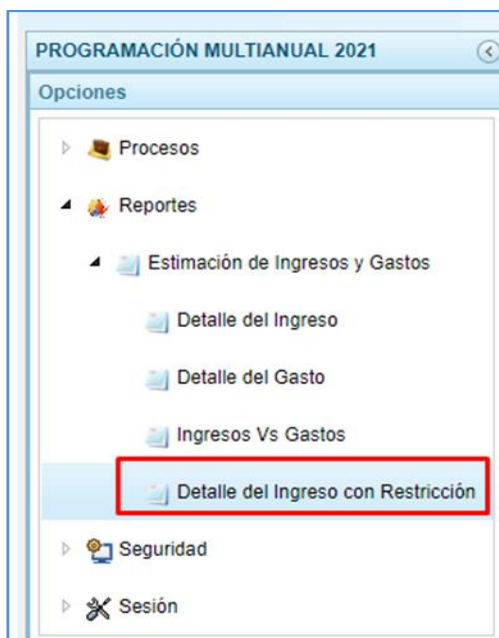 PROGRAMACIÓN MULTIANUAL 2021
Opciones
Procesos
Reportes
Estimación de Ingresos y Gastos
Detalle del Ingreso
Detalle del Gasto
Ingresos Vs Gastos
Detalle del Ingreso con Restricción
Seguridad
Sesión